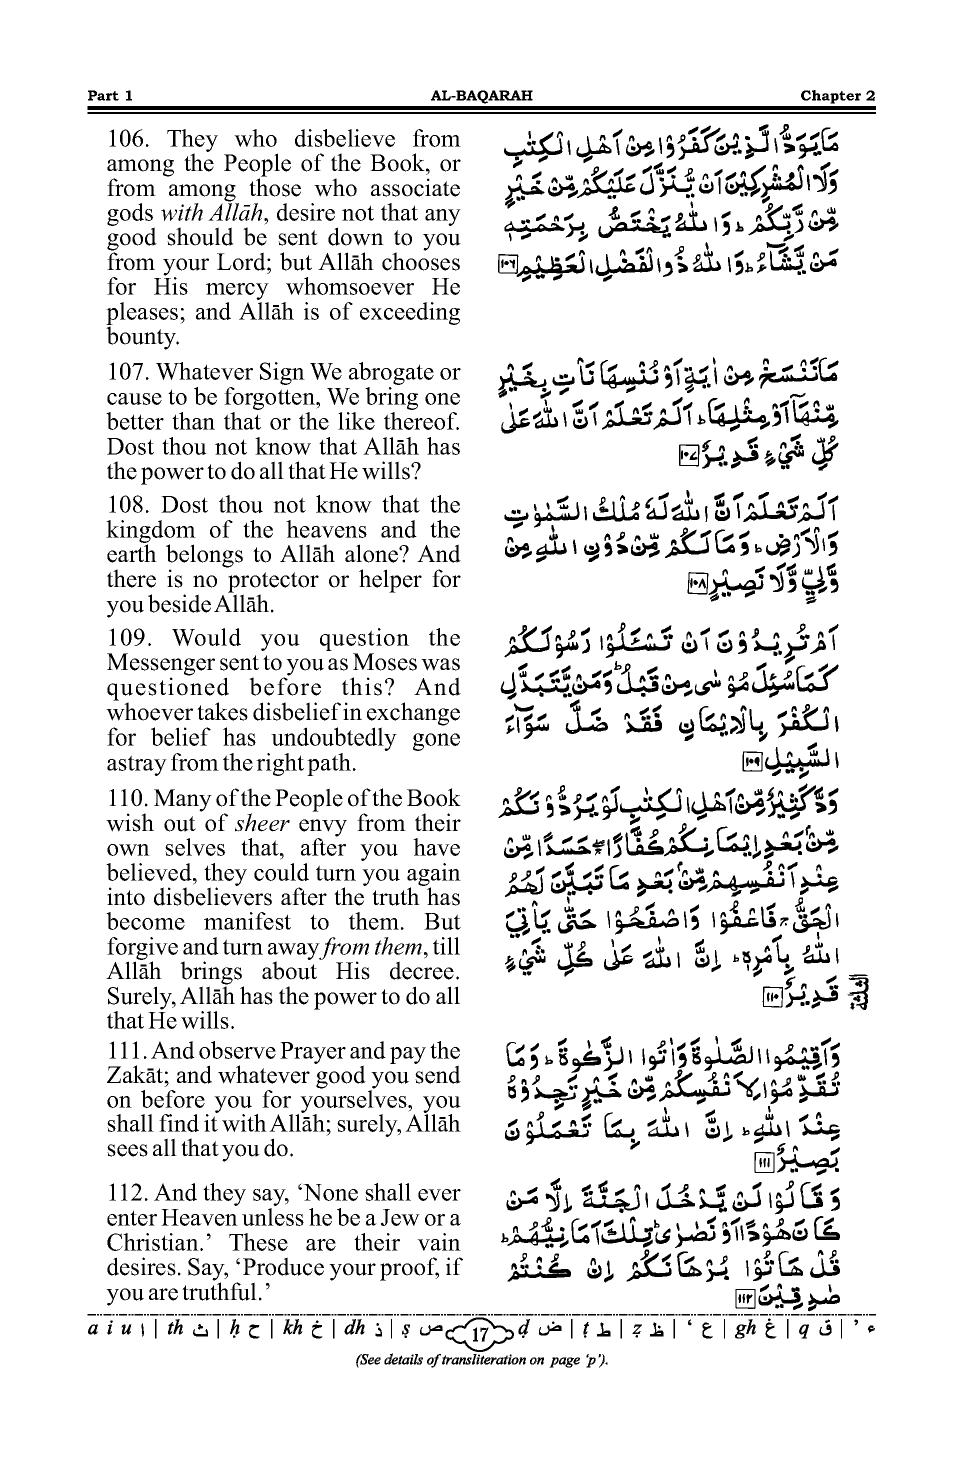 Part 1 AL-BAQARAH Chapter 2
106. They who disbelieve from
among the People of the Book, or
from among those who associate
gods with Allāh, desire not that any
good should be sent down to you
from your Lord; but Allāh chooses
for His mercy whomsoever He
pleases; and Allāh is of exceeding
bounty.
مَا يَوَدُّ الَّذِيْنَ كَفَرُوْا مِنْ اَهْلِ الْكِتٰبِ
وَلَا الْمُشْرِكِيْنَ اَنْ يُّنَزَّلَ عَلَيْكُمْ مِّنْ خَيْرٍ
مِّنْ رَّبِّكُمْ ؕ وَ اللّٰهُ يَخْتَصُّ بِرَحْمَتِهٖ
مَنْ يَّشَآءُ ؕ وَ اللّٰهُ ذُو الْفَضْلِ الْعَظِيْمِ ۱۰۶
107. Whatever Sign We abrogate or
cause to be forgotten, We bring one
better than that or the like thereof.
Dost thou not know that Allāh has
the power to do all that He wills?
مَا نَنْسَخْ مِنْ اٰيَةٍ اَوْ نُنْسِهَا نَاْتِ بِخَيْرٍ
مِّنْهَآ اَوْ مِثْلِهَا ؕ اَلَمْ تَعْلَمْ اَنَّ اللّٰهَ عَلٰى
كُلِّ شَيْءٍ قَدِيْرٌ ۱۰۷
108. Dost thou not know that the
kingdom of the heavens and the
earth belongs to Allāh alone? And
there is no protector or helper for
you beside Allāh.
اَلَمْ تَعْلَمْ اَنَّ اللّٰهَ لَهٗ مُلْكُ السَّمٰوٰتِ
وَ الْاَرْضِ ؕ وَ مَا لَكُمْ مِّنْ دُوْنِ اللّٰهِ مِنْ
وَّلِيٍّ وَّلَا نَصِيْرٍ ۱۰۸
109. Would you question the
Messenger sent to you as Moses was
questioned before this? And
whoever takes disbelief in exchange
for belief has undoubtedly gone
astray from the right path.
اَمْ تُرِيْدُوْنَ اَنْ تَسْـَٔلُوْا رَسُوْلَكُمْ
كَمَا سُئِلَ مُوْسٰى مِنْ قَبْلُ ؕ وَ مَنْ يَّتَبَدَّلِ
الْكُفْرَ بِالْاِيْمَانِ فَقَدْ ضَلَّ سَوَآءَ
السَّبِيْلِ ۱۰۹
110. Many of the People of the Book
wish out of sheer envy from their
own selves that, after you have
believed, they could turn you again
into disbelievers after the truth has
become manifest to them. But
forgive and turn away from them, till
Allāh brings about His decree.
Surely, Allāh has the power to do all
that He wills.
وَدَّ كَثِيْرٌ مِّنْ اَهْلِ الْكِتٰبِ لَوْ يَرُدُّوْنَكُمْ
مِّنْۢ بَعْدِ اِيْمَانِكُمْ كُفَّارًا ۚۖ حَسَدًا مِّنْ
عِنْدِ اَنْفُسِهِمْ مِّنْۢ بَعْدِ مَا تَبَيَّنَ لَهُمُ
الْحَقُّ ۚ فَاعْفُوْا وَ اصْفَحُوْا حَتّٰى يَاْتِيَ
اللّٰهُ بِاَمْرِهٖ ؕ اِنَّ اللّٰهَ عَلٰى كُلِّ شَيْءٍ
قَدِيْرٌ ۱۱۰
الثلثة
111. And observe Prayer and pay the
Zakāt; and whatever good you send
on before you for yourselves, you
shall find it with Allāh; surely, Allāh
sees all that you do.
وَ اَقِيْمُوا الصَّلٰوةَ وَ اٰتُوا الزَّكٰوةَ ؕ وَ مَا
تُقَدِّمُوْا لِاَنْفُسِكُمْ مِّنْ خَيْرٍ تَجِدُوْهُ
عِنْدَ اللّٰهِ ؕ اِنَّ اللّٰهَ بِمَا تَعْمَلُوْنَ
بَصِيْرٌ ۱۱۱
112. And they say, ‘None shall ever
enter Heaven unless he be a Jew or a
Christian.’ These are their vain
desires. Say, ‘Produce your proof, if
you are truthful.’
وَ قَالُوْا لَنْ يَّدْخُلَ الْجَنَّةَ اِلَّا مَنْ
كَانَ هُوْدًا اَوْ نَصٰرٰى ؕ تِلْكَ اَمَانِيُّهُمْ ؕ
قُلْ هَاتُوْا بُرْهَانَكُمْ اِنْ كُنْتُمْ
صٰدِقِيْنَ ۱۱۲
a i u ا | th ث | ḥ ح | kh خ | dh ذ | ṣ ص 17 ḍ ض | ṭ ط | ẓ ظ | ‘ ع | gh غ | q ق | ’ ء
(See details of transliteration on page ‘p’).